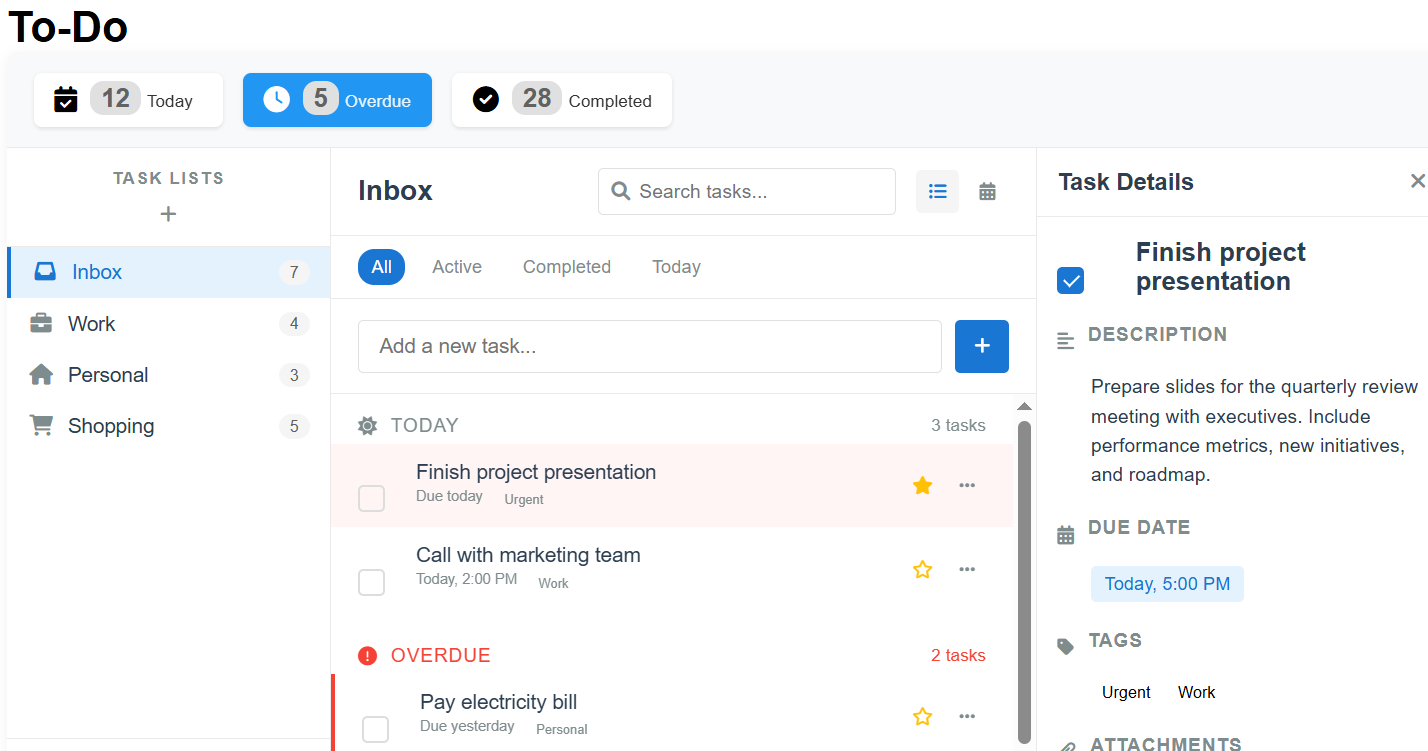 To-Do
12 Today
5 Overdue
28 Completed
TASK LISTS
+
Inbox 7
Work 4
Personal 3
Shopping 5
Inbox
Search tasks...
All Active Completed Today
Add a new task...
+
TODAY 3 tasks
Finish project presentation
Due today Urgent
Call with marketing team
Today, 2:00 PM Work
OVERDUE 2 tasks
Pay electricity bill
Due yesterday Personal
Task Details
Finish project
presentation
DESCRIPTION
Prepare slides for the quarterly review
meeting with executives. Include
performance metrics, new initiatives,
and roadmap.
DUE DATE
Today, 5:00 PM
TAGS
Urgent Work
ATTACHMENTS